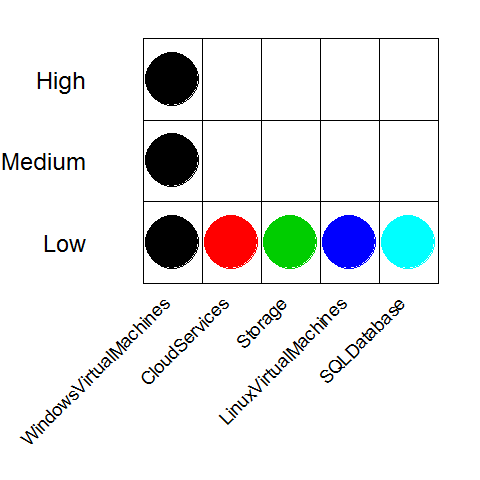 High
Medium
Low
WindowsVirtualMachines
CloudServices
Storage
LinuxVirtualMachines
SQLDatabase